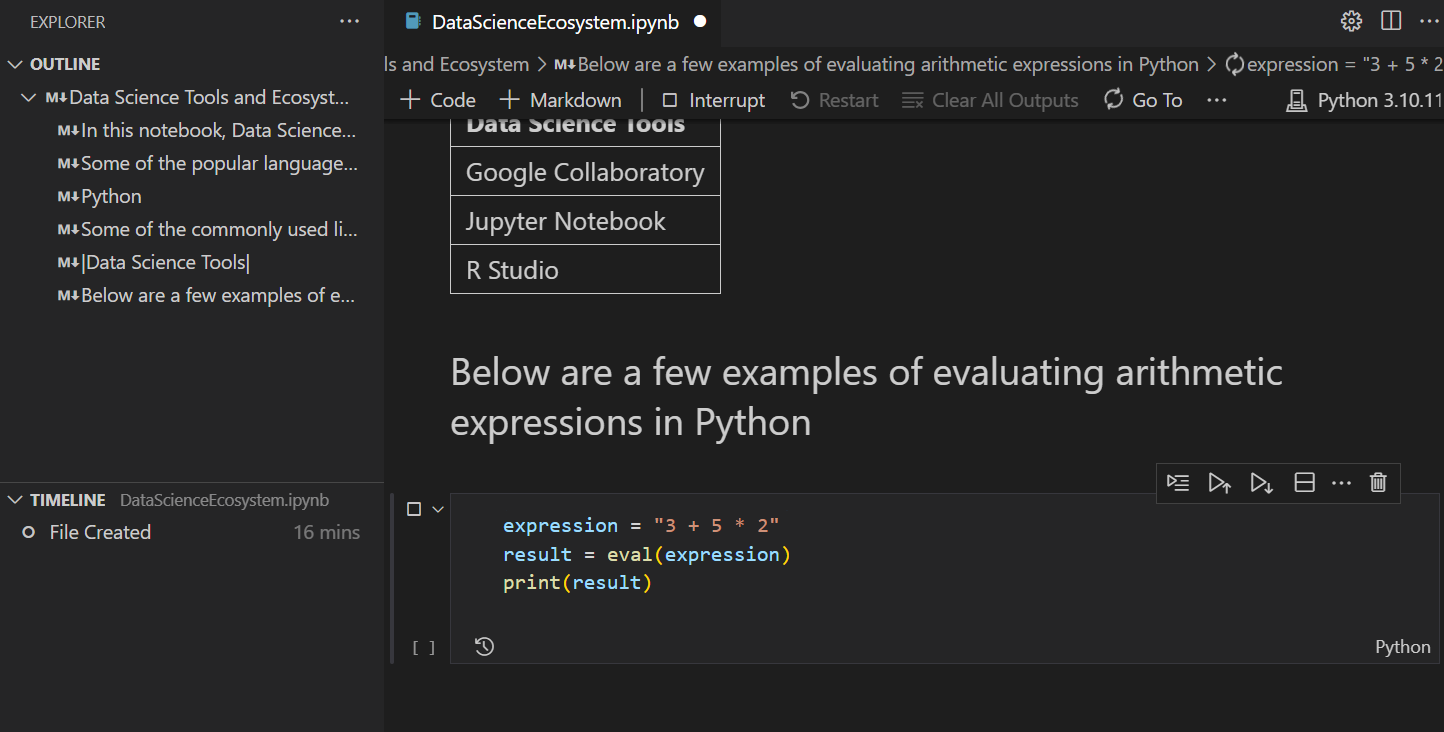 EXPLORER
OUTLINE
Data Science Tools and Ecosyst...
In this notebook, Data Science...
Some of the popular language...
Python
Some of the commonly used li...
|Data Science Tools|
Below are a few examples of e...
TIMELINE DataScienceEcosystem.ipynb
File Created 16 mins
DataScienceEcosystem.ipynb
ls and Ecosystem > M↓Below are a few examples of evaluating arithmetic expressions in Python > expression = "3 + 5 * 2
+ Code + Markdown | Interrupt Restart Clear All Outputs Go To ... Python 3.10.11
Data Science Tools
Google Collaboratory
Jupyter Notebook
R Studio
Below are a few examples of evaluating arithmetic
expressions in Python
expression = "3 + 5 * 2"
result = eval(expression)
print(result)
[ ]
Python